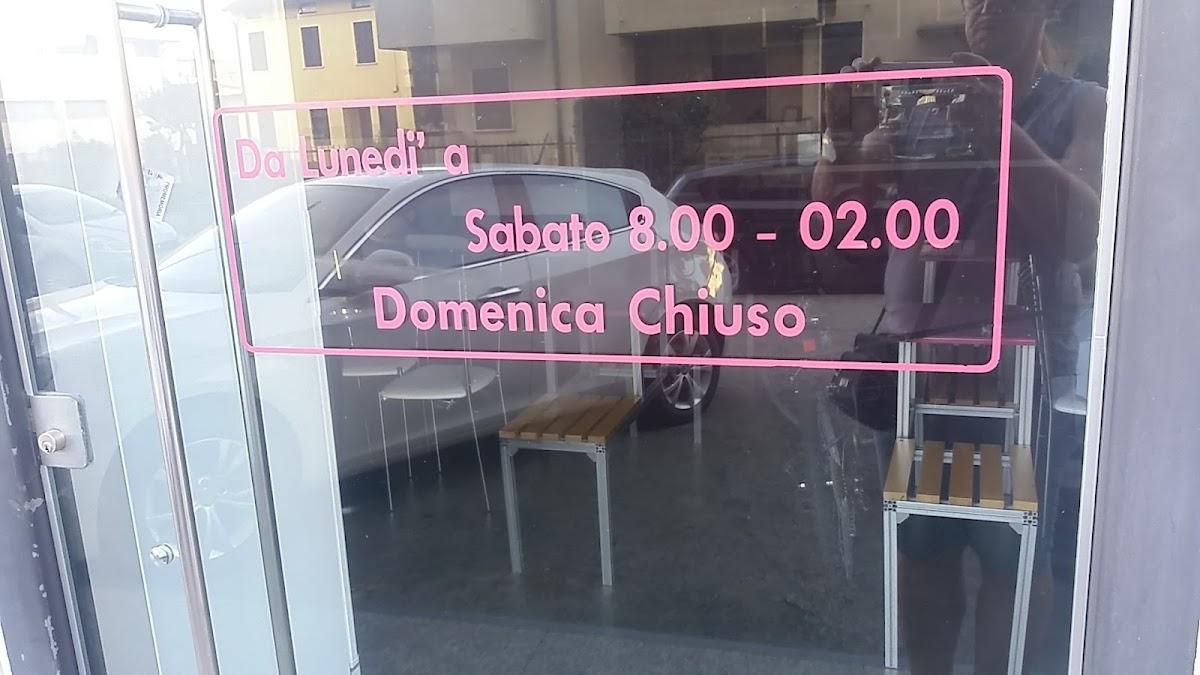 Da Lunedi' a
Sabato 8.00 - 02.00
Domenica Chiuso